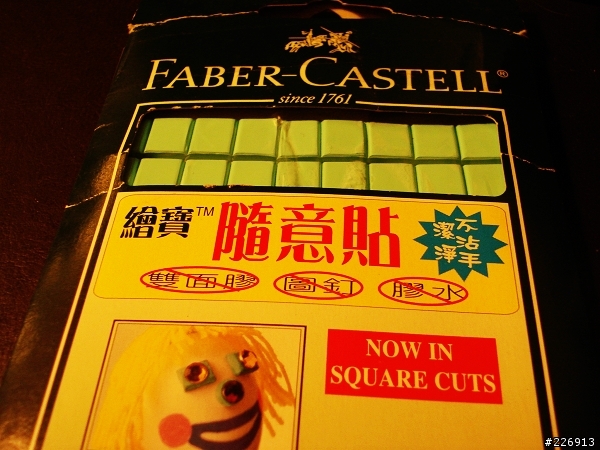 FABER-CASTELL®
since 1761
繪寶™ 隨意貼
不沾手
潔淨
雙面膠 圖釘 膠水
NOW IN
SQUARE CUTS
#226913